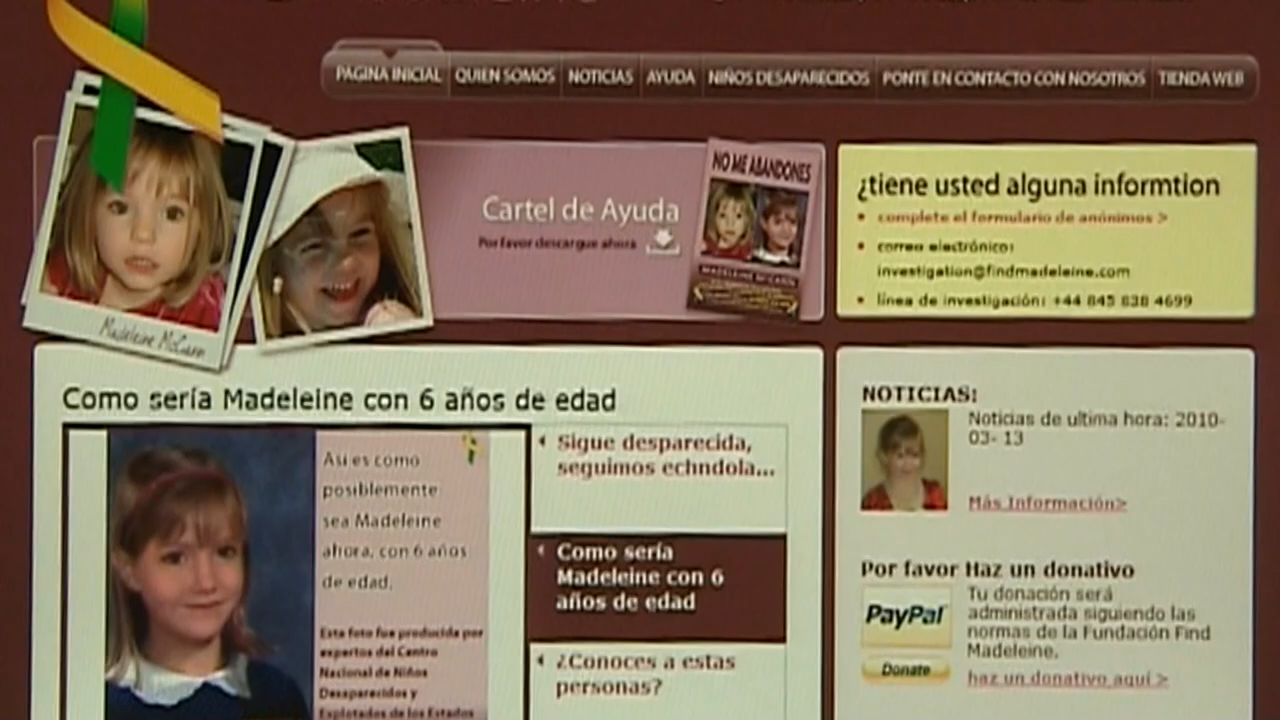 PAGINA INICIAL
QUIEN SOMOS
NOTICIAS
AYUDA
NIÑOS DESAPARECIDOS
PONTE EN CONTACTO CON NOSOTROS
TIENDA WEB
Madeleine McCann
Cartel de Ayuda
Por favor descargue ahora
NO ME ABANDONES
MADELEINE McCANN
¿tiene usted alguna informtion
complete el formulario de anónimos >
correo electrónico:
investigation@findmadeleine.com
línea de investigación: +44 845 838 4699
Como sería Madeleine con 6 años de edad
Asi es como
posiblemente
sea Madeleine
ahora, con 6 años
de edad.
Esta foto fue producida por
expertos del Centro
Nacional de Niños
Desaparecidos y
Explotados de los Estados
Sigue desparecida,
seguimos echndola...
Como sería
Madeleine con 6
años de edad
¿Conoces a estas
personas?
NOTICIAS:
Noticias de ultima hora: 2010-
03- 13
Más Información>
Por favor Haz un donativo
PayPal
Donate
Tu donación será
administrada siguiendo las
normas de la Fundación Find
Madeleine.
haz un donativo aquí >